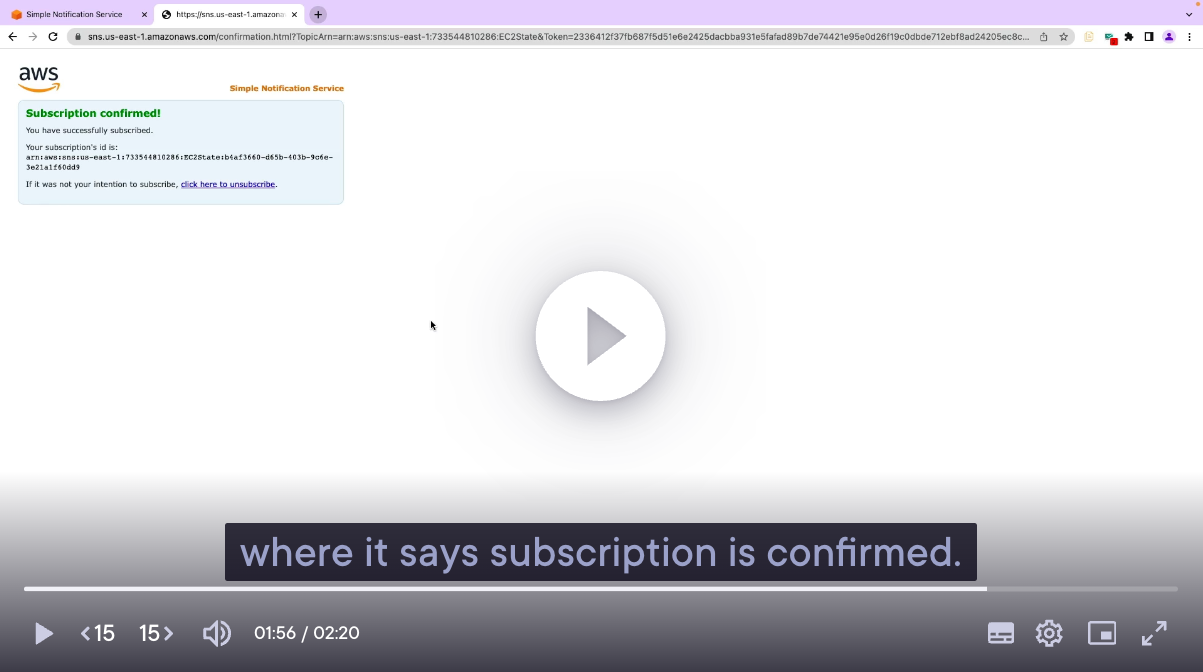 Simple Notification Service
https://sns.us-east-1.amazona
sns.us-east-1.amazonaws.com/confirmation.html?TopicArn=arn:aws:sns:us-east-1:733544810286:EC2State&Token=2336412f37fb687f5d51e6e2425dacbba931e5fafad89b7de74421e95e0d26f19c0dbde712ebf8ad24205ec8c...
aws
Simple Notification Service
Subscription confirmed!
You have successfully subscribed.
Your subscription's id is:
arn:aws:sns:us-east-1:733544810286:EC2State:b4af3660-d65b-403b-9c6e-
3e21a1f60dd9
If it was not your intention to subscribe, click here to unsubscribe.
where it says subscription is confirmed.
15 15 01:56 / 02:20